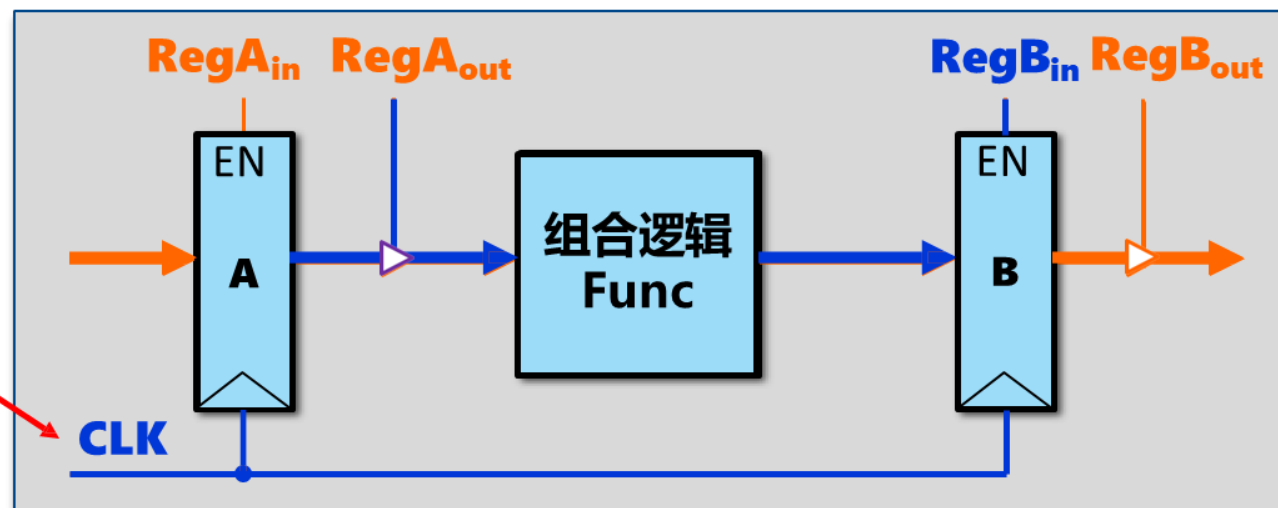 RegAin RegAout RegBin RegBout
EN EN
组合逻辑
Func
A B
CLK